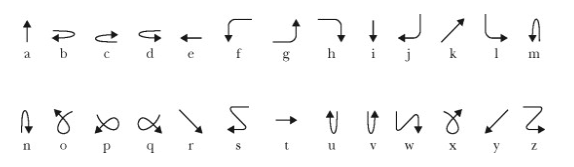 a b c d e f g h i j k l m
n o p q r s t u v w x y z